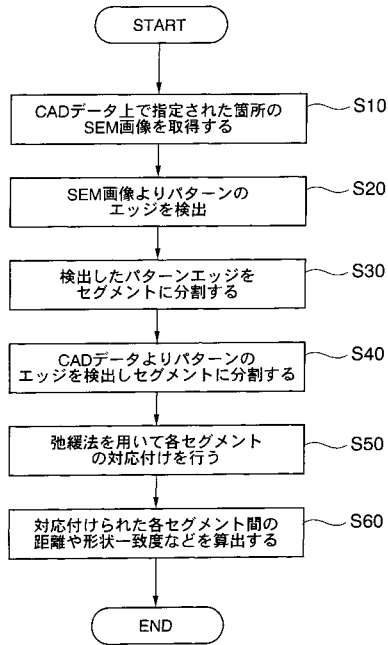 START
CADデータ上で指定された箇所の
SEM画像を取得する
S10
SEM画像よりパターンの
エッジを検出
S20
検出したパターンエッジを
セグメントに分割する
S30
CADデータよりパターンの
エッジを検出しセグメントに分割する
S40
弛緩法を用いて各セグメント
の対応付けを行う
S50
対応付けられた各セグメント間の
距離や形状一致度などを算出する
S60
END